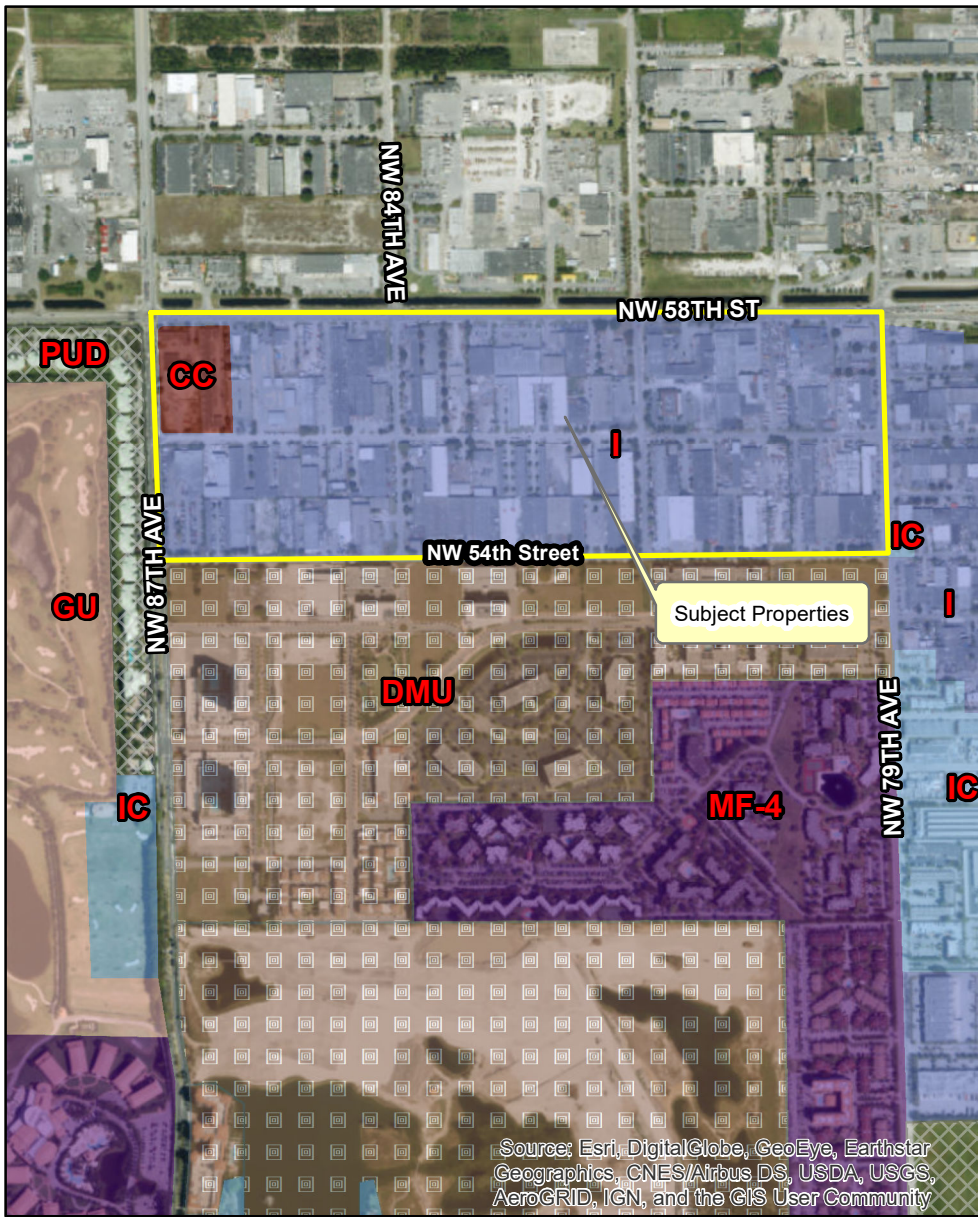 NW 84TH AVE
NW 58TH ST
PUD
CC
I
NW 87TH AVE
NW 54th Street
IC
GU
Subject Properties
I
DMU
NW 79TH AVE
IC
MF-4
IC
Source: Esri, DigitalGlobe, GeoEye, Earthstar
Geographics, CNES/Airbus DS, USDA, USGS,
AeroGRID, IGN, and the GIS User Community